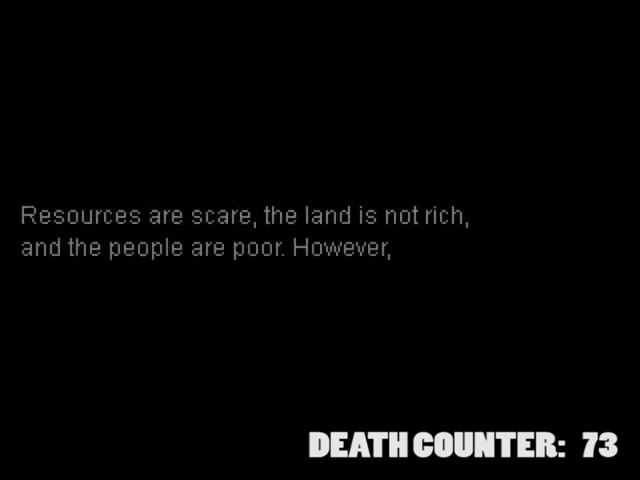 Resources are scare, the land is not rich,
and the people are poor. However,
DEATH COUNTER: 73